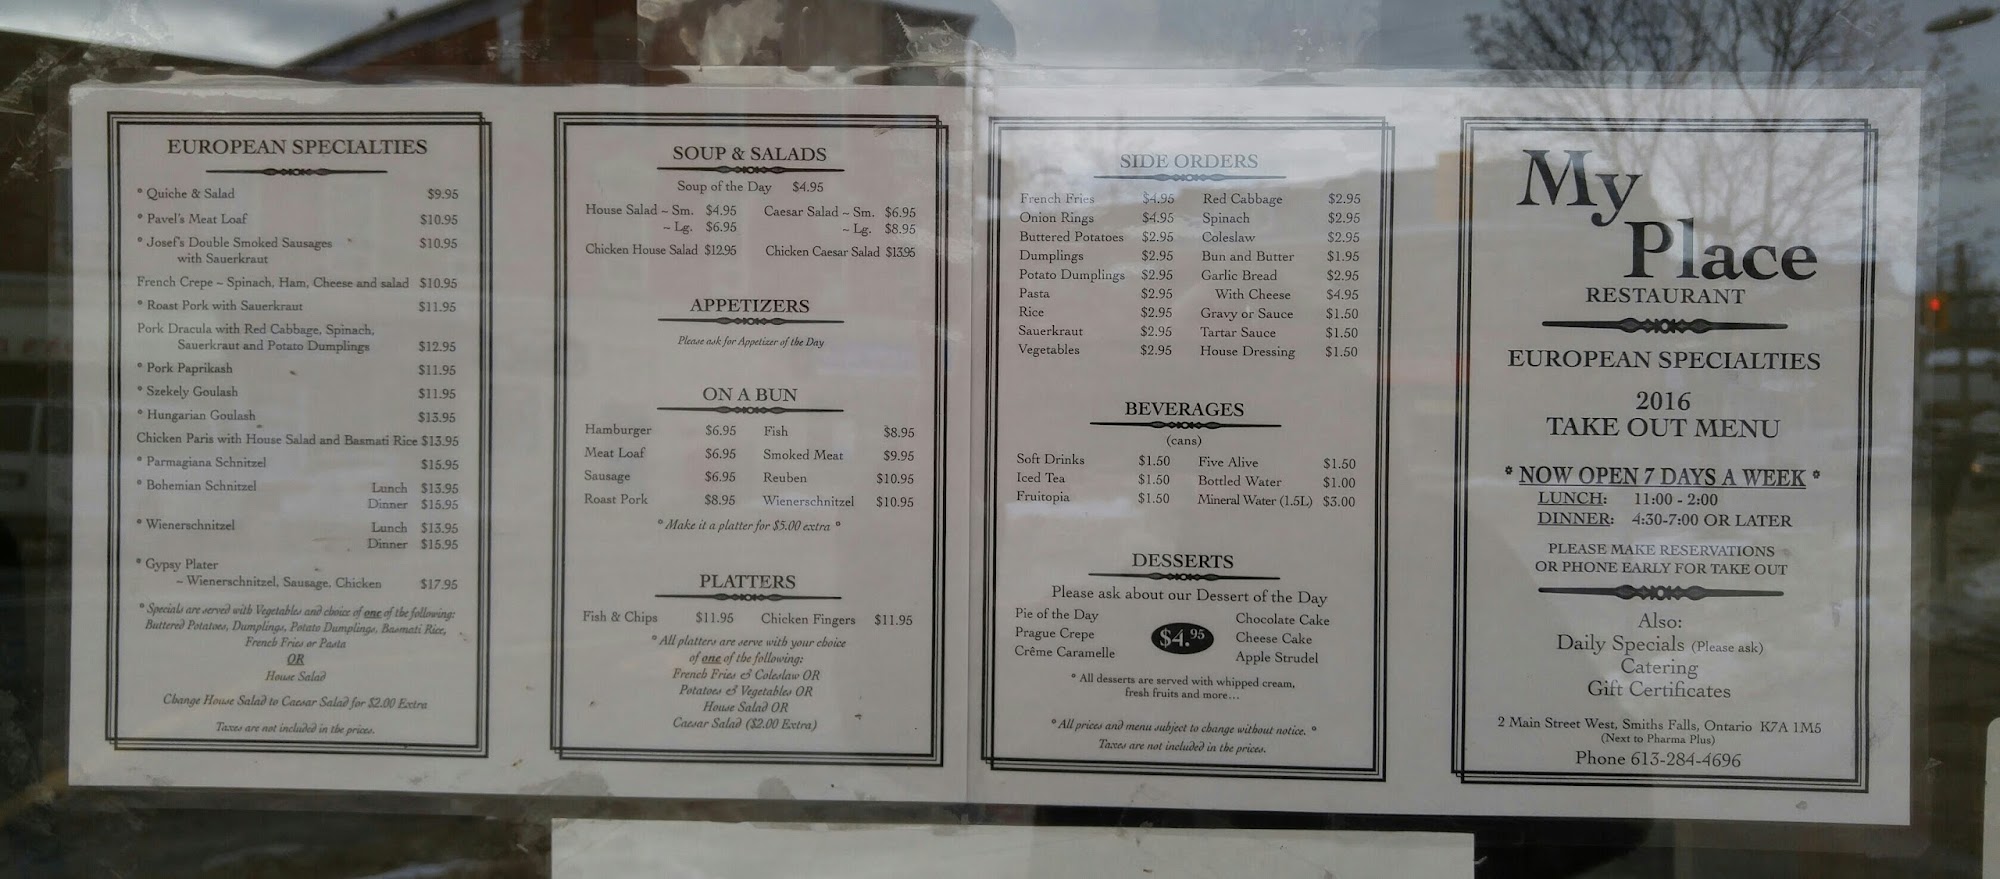 EUROPEAN SPECIALTIES
* Quiche & Salad $9.95
* Pavel's Meat Loaf $10.95
* Josef's Double Smoked Sausages $10.95
with Sauerkraut
French Crepe ~ Spinach, Ham, Cheese and salad $10.95
* Roast Pork with Sauerkraut $11.95
Pork Dracula with Red Cabbage, Spinach,
Sauerkraut and Potato Dumplings $12.95
* Pork Paprikash $11.95
* Szekely Goulash $11.95
* Hungarian Goulash $13.95
Chicken Paris with House Salad and Basmati Rice $13.95
* Parmagiana Schnitzel $15.95
* Bohemian Schnitzel Lunch $13.95
Dinner $15.95
* Wienerschnitzel Lunch $13.95
Dinner $15.95
* Gypsy Plater
~ Wienerschnitzel, Sausage, Chicken $17.95
* Specials are served with Vegetables and choice of one of the following:
Buttered Potatoes, Dumplings, Potato Dumplings, Basmati Rice,
French Fries or Pasta
OR
House Salad
Change House Salad to Caesar Salad for $2.00 Extra
Taxes are not included in the prices.
SOUP & SALADS
Soup of the Day $4.95
House Salad ~ Sm. $4.95 Caesar Salad ~ Sm. $6.95
~ Lg. $6.95 ~ Lg. $8.95
Chicken House Salad $12.95 Chicken Caesar Salad $13.95
APPETIZERS
Please ask for Appetizer of the Day
ON A BUN
Hamburger $6.95 Fish $8.95
Meat Loaf $6.95 Smoked Meat $9.95
Sausage $6.95 Reuben $10.95
Roast Pork $8.95 Wienerschnitzel $10.95
* Make it a platter for $5.00 extra *
PLATTERS
Fish & Chips $11.95 Chicken Fingers $11.95
* All platters are serve with your choice
of one of the following:
French Fries & Coleslaw OR
Potatoes & Vegetables OR
House Salad OR
Caesar Salad ($2.00 Extra)
SIDE ORDERS
French Fries $4.95 Red Cabbage $2.95
Onion Rings $4.95 Spinach $2.95
Buttered Potatoes $2.95 Coleslaw $2.95
Dumplings $2.95 Bun and Butter $1.95
Potato Dumplings $2.95 Garlic Bread $2.95
Pasta $2.95 With Cheese $4.95
Rice $2.95 Gravy or Sauce $1.50
Sauerkraut $2.95 Tartar Sauce $1.50
Vegetables $2.95 House Dressing $1.50
BEVERAGES
(cans)
Soft Drinks $1.50 Five Alive $1.50
Iced Tea $1.50 Bottled Water $1.00
Fruitopia $1.50 Mineral Water (1.5L) $3.00
DESSERTS
Please ask about our Dessert of the Day
Pie of the Day Chocolate Cake
Prague Crepe $4.95 Cheese Cake
Crême Caramelle Apple Strudel
* All desserts are served with whipped cream,
fresh fruits and more...
* All prices and menu subject to change without notice. *
Taxes are not included in the prices.
My
Place
RESTAURANT
EUROPEAN SPECIALTIES
2016
TAKE OUT MENU
* NOW OPEN 7 DAYS A WEEK *
LUNCH: 11:00 - 2:00
DINNER: 4:30-7:00 OR LATER
PLEASE MAKE RESERVATIONS
OR PHONE EARLY FOR TAKE OUT
Also:
Daily Specials (Please ask)
Catering
Gift Certificates
2 Main Street West, Smiths Falls, Ontario K7A 1M5
(Next to Pharma Plus)
Phone 613-284-4696